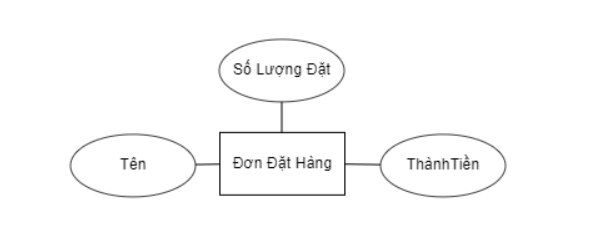 Số Lượng Đặt
Tên
Đơn Đặt Hàng
ThànhTiền